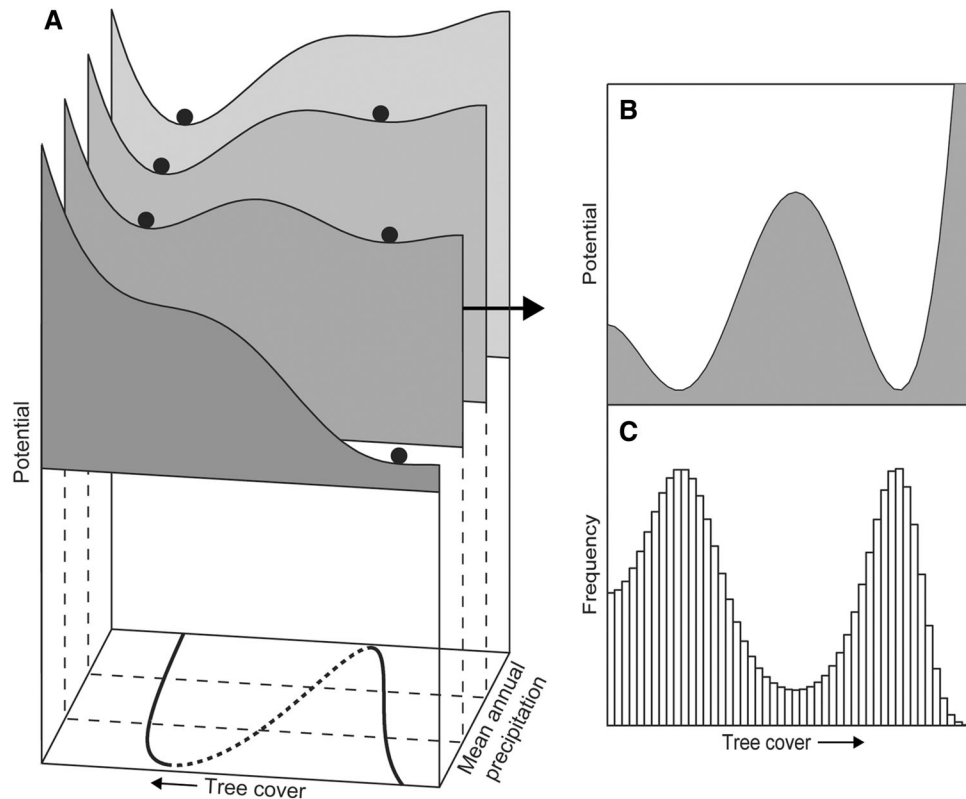 A
Potential
Mean annual
precipitation
Tree cover
B
Potential
C
Frequency
Tree cover